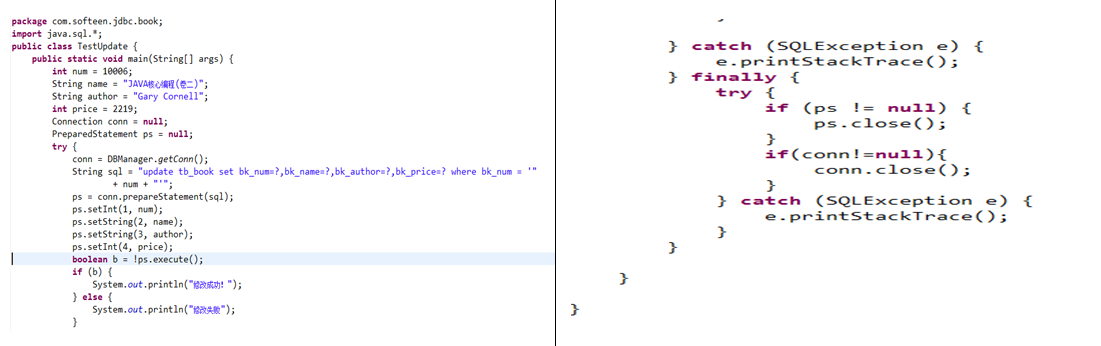 package com.softeen.jdbc.book;
import java.sql.*;
public class TestUpdate {
public static void main(String[] args) {
int num = 10006;
String name = "JAVA核心编程(卷二)";
String author = "Gary Cornell";
int price = 2219;
Connection conn = null;
PreparedStatement ps = null;
try {
conn = DBManager.getConn();
String sql = "update tb_book set bk_num=?,bk_name=?,bk_author=?,bk_price=? where bk_num = '"
+ num + "'";
ps = conn.prepareStatement(sql);
ps.setInt(1, num);
ps.setString(2, name);
ps.setString(3, author);
ps.setInt(4, price);
boolean b = !ps.execute();
if (b) {
System.out.println("修改成功！");
} else {
System.out.println("修改失败");
}
} catch (SQLException e) {
e.printStackTrace();
} finally {
try {
if (ps != null) {
ps.close();
}
if(conn!=null){
conn.close();
}
} catch (SQLException e) {
e.printStackTrace();
}
}
}
}